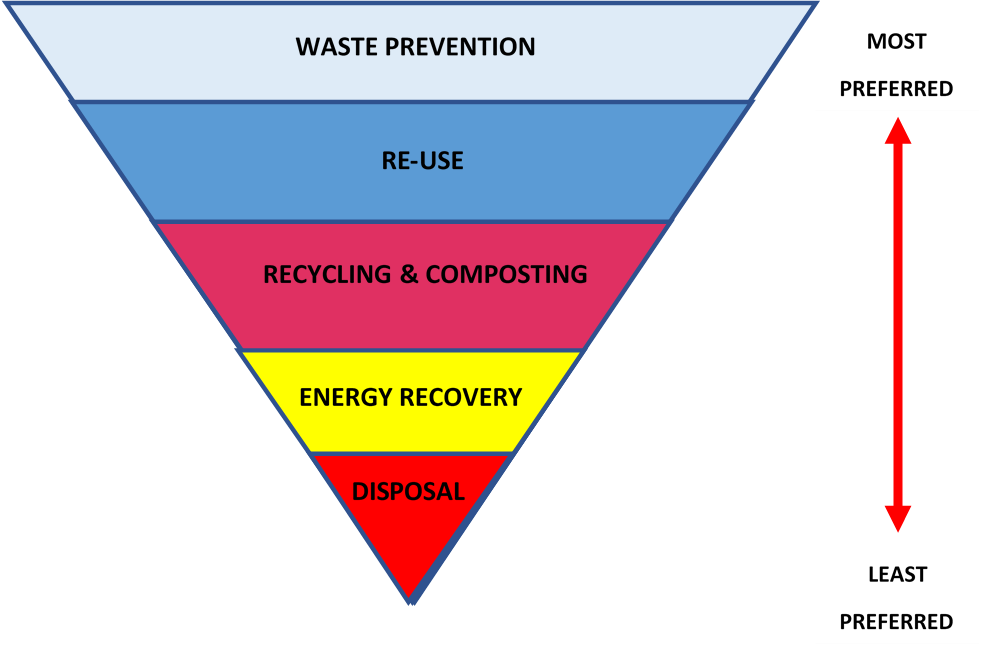 WASTE PREVENTION
MOST
PREFERRED
RE-USE
RECYCLING & COMPOSTING
ENERGY RECOVERY
DISPOSAL
LEAST
PREFERRED